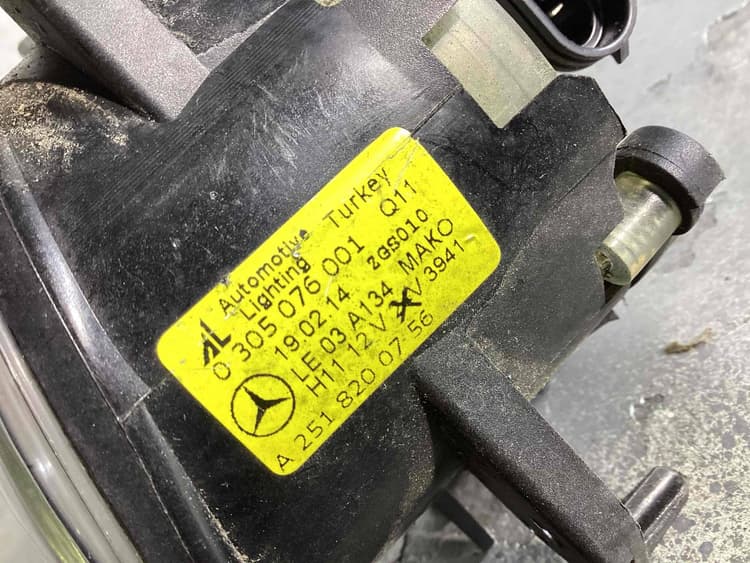 AL Automotive Lighting Turkey
0 305 076 001 Q11
19.02.14 zGS010
LE 03 A134 MAKO
H11 12 V X V 3941
A 251 820 07 56